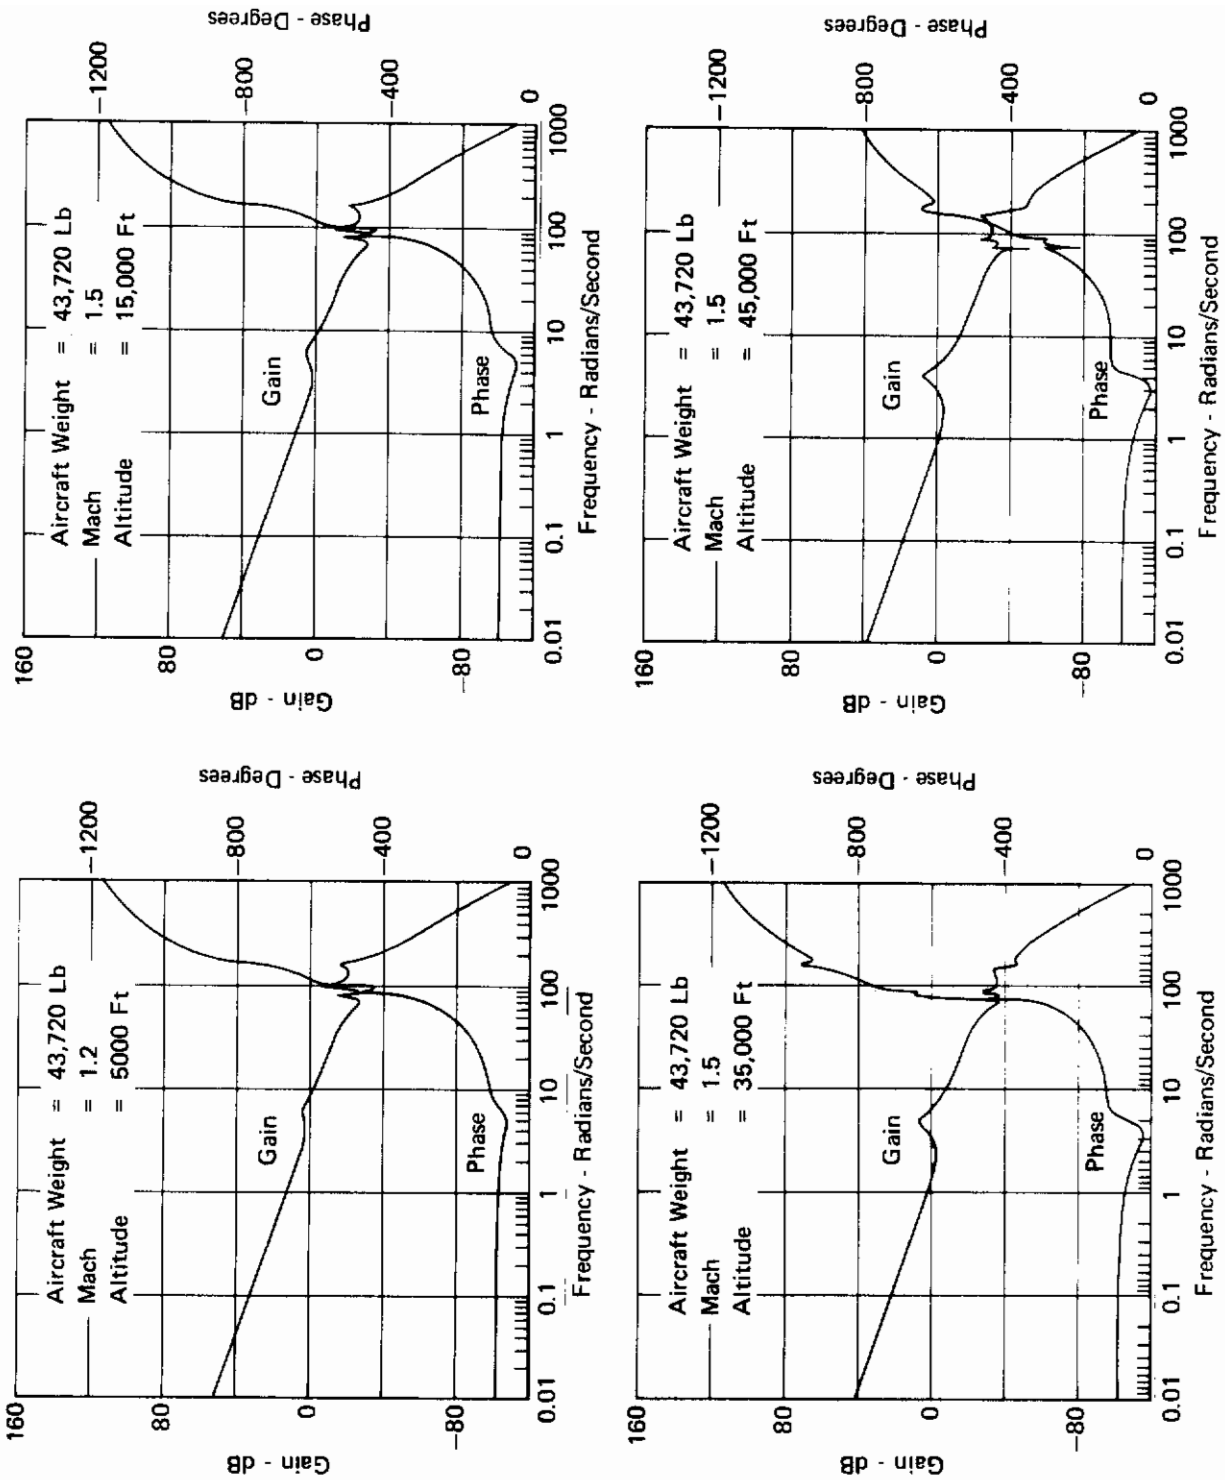 160
80
0
-80
Gain - dB
Aircraft Weight = 43,720 Lb
Mach = 1.5
Altitude = 15,000 Ft
Gain
Phase
-1200
-800
-400
0
Phase - Degrees
0.01
0.1
1
10
100
1000
Frequency - Radians/Second
160
80
0
-80
Gain - dB
Aircraft Weight = 43,720 Lb
Mach = 1.5
Altitude = 45,000 Ft
Gain
Phase
-1200
-800
-400
0
Phase - Degrees
0.01
0.1
1
10
100
1000
Frequency - Radians/Second
160
80
0
-80
Gain - dB
Aircraft Weight = 43,720 Lb
Mach = 1.2
Altitude = 5000 Ft
Gain
Phase
-1200
-800
-400
0
Phase - Degrees
0.01
0.1
1
10
100
1000
Frequency - Radians/Second
160
80
0
-80
Gain - dB
Aircraft Weight = 43,720 Lb
Mach = 1.5
Altitude = 35,000 Ft
Gain
Phase
-1200
-800
-400
0
Phase - Degrees
0.01
0.1
1
10
100
1000
Frequency - Radians/Second